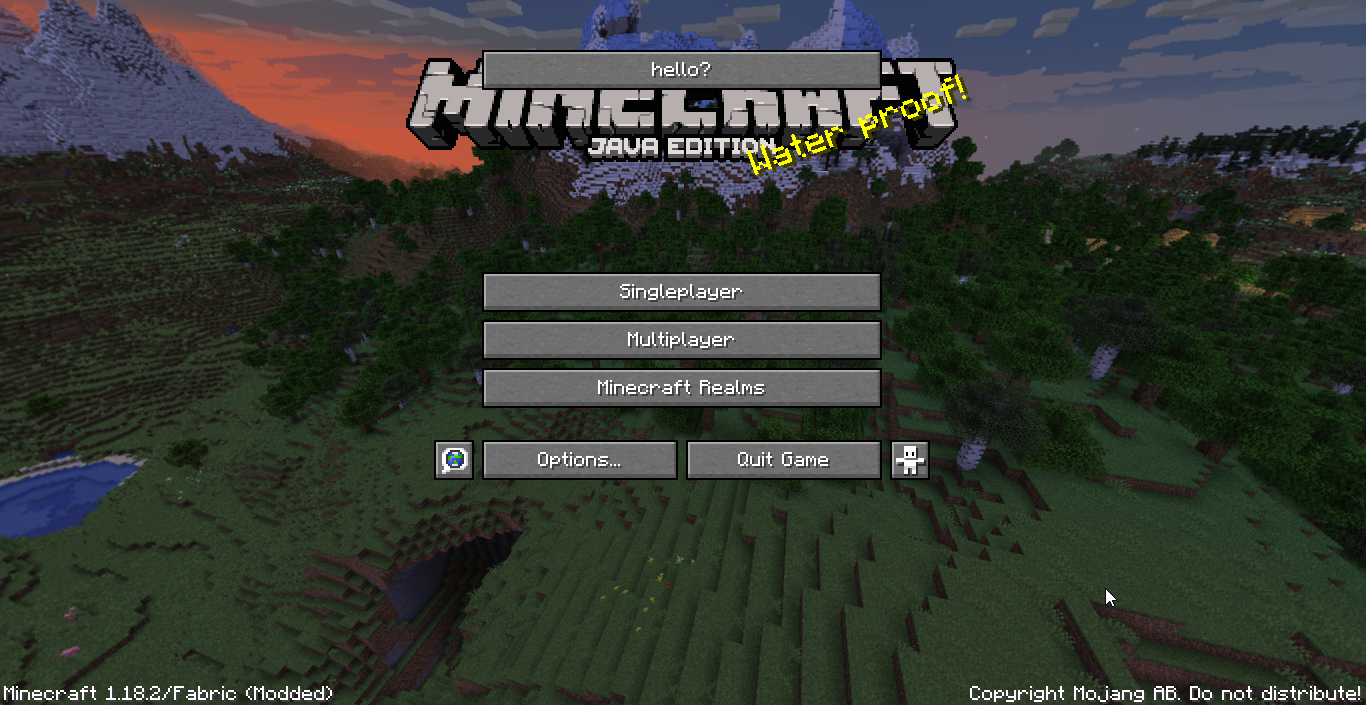 hello?
MINECRAFT
JAVA EDITION
Water proof!
Singleplayer
Multiplayer
Minecraft Realms
Options...
Quit Game
Minecraft 1.18.2/Fabric (Modded)
Copyright Mojang AB. Do not distribute!